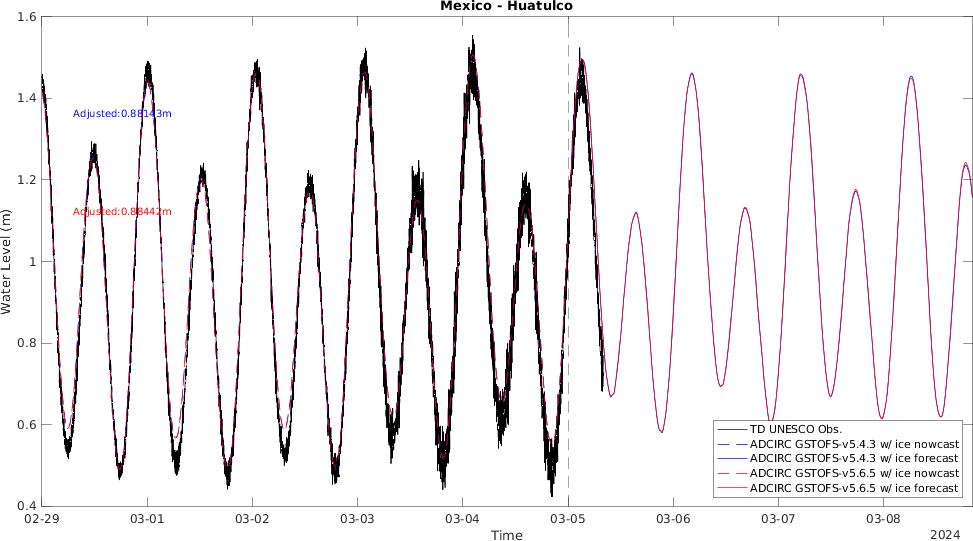 Mexico - Huatulco
1.6
1.4
1.2
1
0.8
0.6
0.4
Water Level (m)
Adjusted:0.88143m
Adjusted:0.88442m
TD UNESCO Obs.
ADCIRC GSTOFS-v5.4.3 w/ ice nowcast
ADCIRC GSTOFS-v5.4.3 w/ ice forecast
ADCIRC GSTOFS-v5.6.5 w/ ice nowcast
ADCIRC GSTOFS-v5.6.5 w/ ice forecast
02-29 03-01 03-02 03-03 03-04 03-05 03-06 03-07 03-08
Time
2024